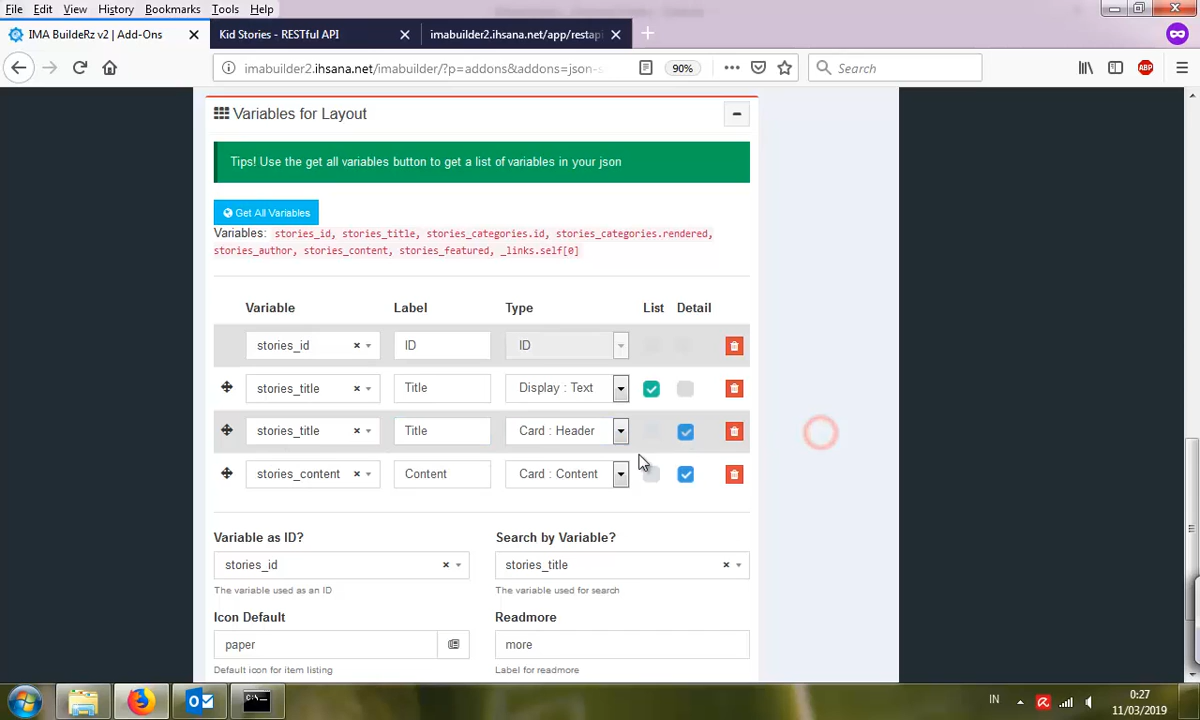 File Edit View History Bookmarks Tools Help
IMA BuildeRz v2 | Add-Ons
Kid Stories - RESTful API
imabuilder2.ihsana.net/app/restapi
imabuilder2.ihsana.net/imabuilder/?p=addons&addons=json-s
90%
Search
ABP
Variables for Layout
Tips! Use the get all variables button to get a list of variables in your json
Get All Variables
Variables: stories_id, stories_title, stories_categories.id, stories_categories.rendered,
stories_author, stories_content, stories_featured, _links.self[0]
Variable Label Type List Detail
stories_id × ID ID
stories_title × Title Display : Text
stories_title × Title Card : Header
stories_content × Content Card : Content
Variable as ID? Search by Variable?
stories_id × stories_title ×
The variable used as an ID The variable used for search
Icon Default Readmore
paper more
Default icon for item listing Label for readmore
IN
0:27
11/03/2019